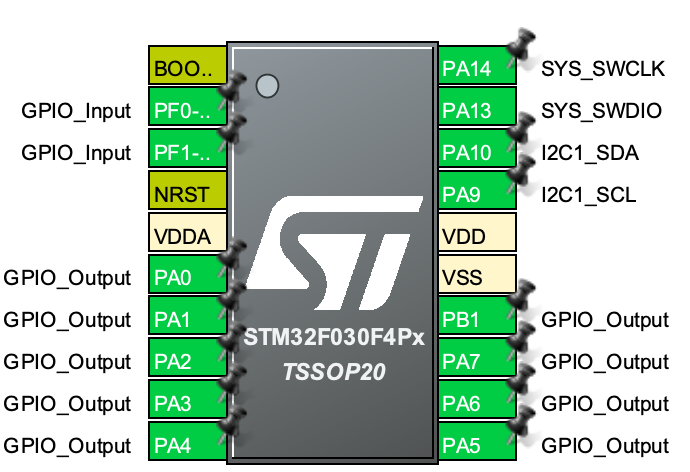 BOO.. PA14 SYS_SWCLK
GPIO_Input PF0-.. PA13 SYS_SWDIO
GPIO_Input PF1-.. PA10 I2C1_SDA
NRST PA9 I2C1_SCL
VDDA VDD
GPIO_Output PA0 VSS
GPIO_Output PA1 PB1 GPIO_Output
STM32F030F4Px
GPIO_Output PA2 PA7 GPIO_Output
TSSOP20
GPIO_Output PA3 PA6 GPIO_Output
GPIO_Output PA4 PA5 GPIO_Output
ST